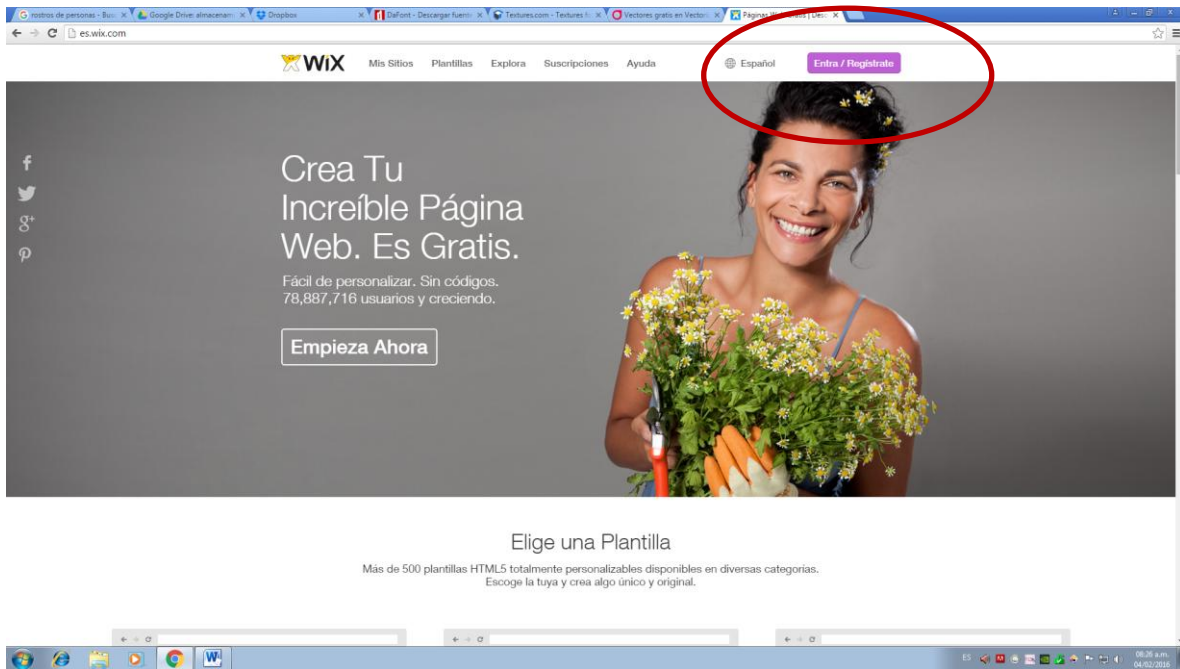 rostros de personas - Bus
Google Drive: almacenam
Dropbox
DaFont - Descargar fuente
Textures.com - Textures f
Vectores gratis en Vector
es.wix.com
WiX
Mis Sitios Plantillas Explora Suscripciones Ayuda
Español
Entra / Regístrate
Crea Tu
Increíble Página
Web. Es Gratis.
Fácil de personalizar. Sin códigos.
78,887,716 usuarios y creciendo.
Empieza Ahora
Elige una Plantilla
Más de 500 plantillas HTML5 totalmente personalizables disponibles en diversas categorías.
Escoge la tuya y crea algo único y original.
ES
06:26 a.m.
04/02/2016